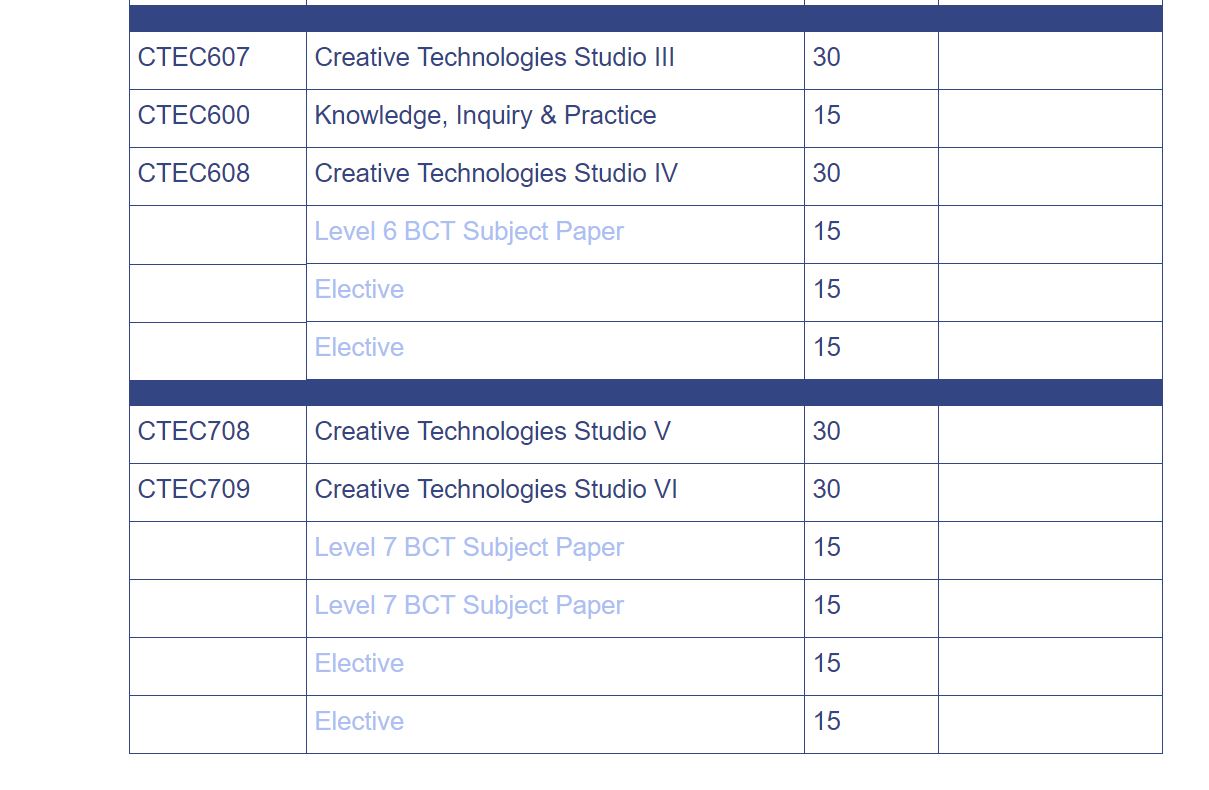 CTEC607 Creative Technologies Studio III 30
CTEC600 Knowledge, Inquiry & Practice 15
CTEC608 Creative Technologies Studio IV 30
Level 6 BCT Subject Paper 15
Elective 15
Elective 15
CTEC708 Creative Technologies Studio V 30
CTEC709 Creative Technologies Studio VI 30
Level 7 BCT Subject Paper 15
Level 7 BCT Subject Paper 15
Elective 15
Elective 15